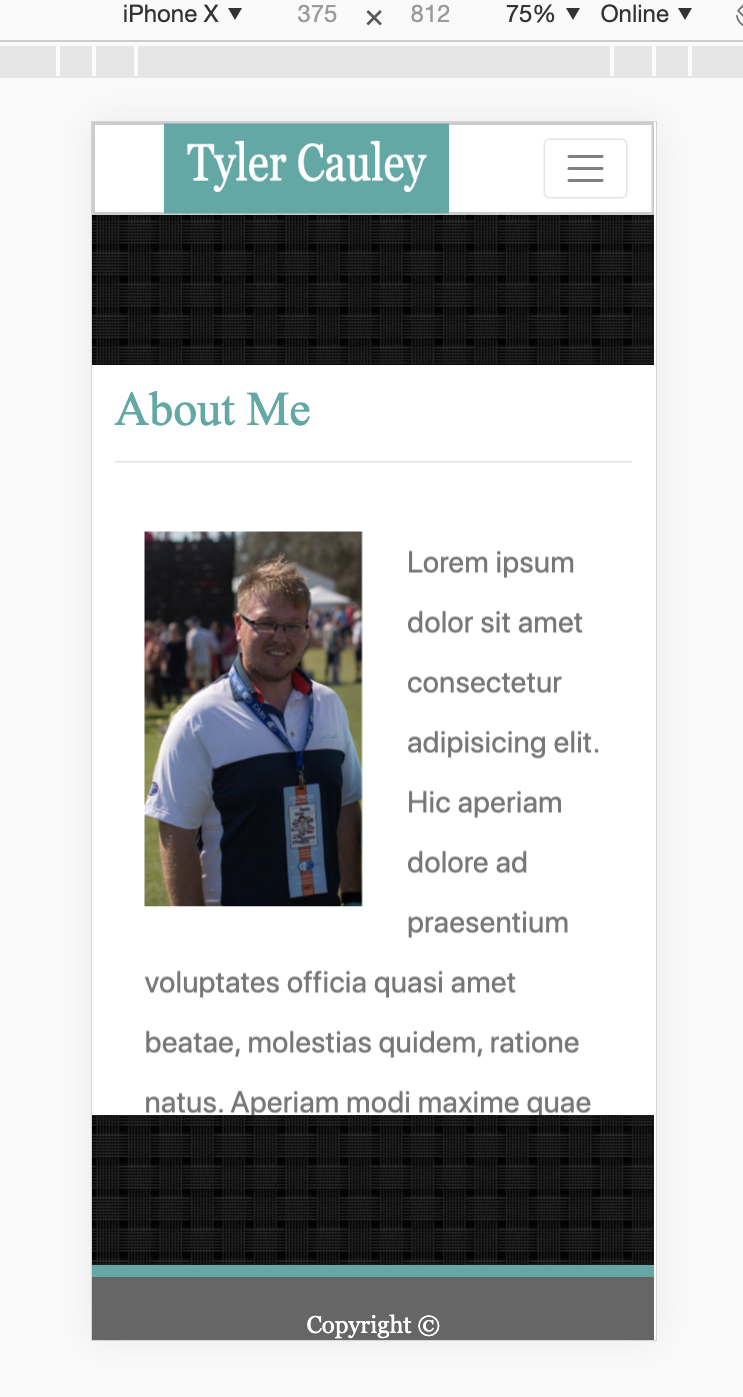 iPhone X ▼ 375 × 812 75% ▼ Online ▼
Tyler Cauley
About Me
Lorem ipsum
dolor sit amet
consectetur
adipisicing elit.
Hic aperiam
dolore ad
praesentium
voluptates officia quasi amet
beatae, molestias quidem, ratione
natus. Aperiam modi maxime quae
Copyright ©